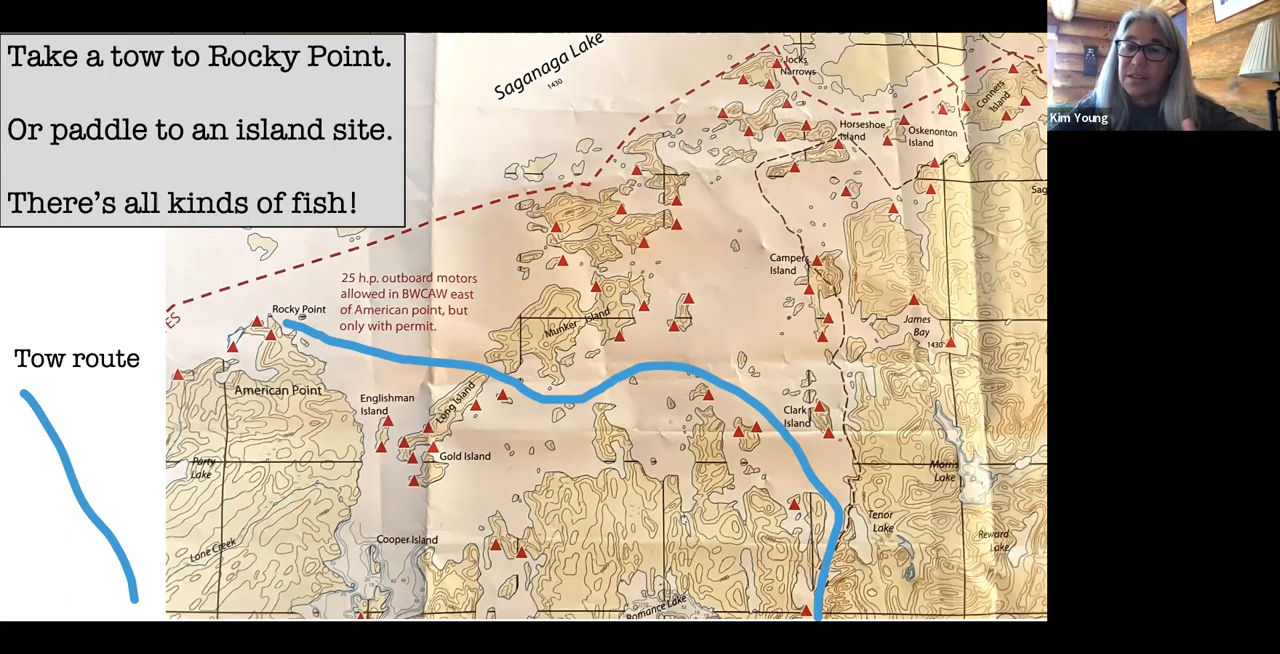 Take a tow to Rocky Point.
Or paddle to an island site.
There's all kinds of fish!
Kim Young
Saganaga Lake
1430
Jocks
Narrows
Conners
Island
Horseshoe
Island
Oskenonton
Island
Sag
Campers
Island
25 h.p. outboard motors
allowed in BWCAW east
of American point, but
only with permit.
ES
Rocky Point
Munker Island
James
Bay
1430
Tow route
American Point
Englishman
Island
Long Island
Clark
Island
Gold Island
Party
Lake
Morris
Lake
Tenor
Lake
Reward
Lake
Lone Creek
Cooper Island
Romance Lake